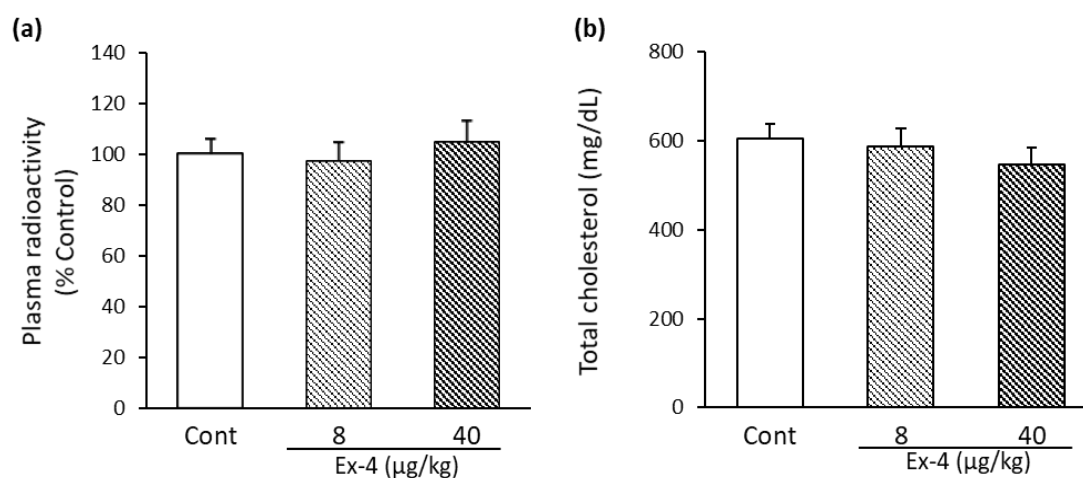 (a)
Plasma radioactivity
(% Control)
140
120
100
80
60
40
20
0
Cont
8
40
Ex-4 (µg/kg)
(b)
Total cholesterol (mg/dL)
800
600
400
200
0
Cont
8
40
Ex-4 (µg/kg)